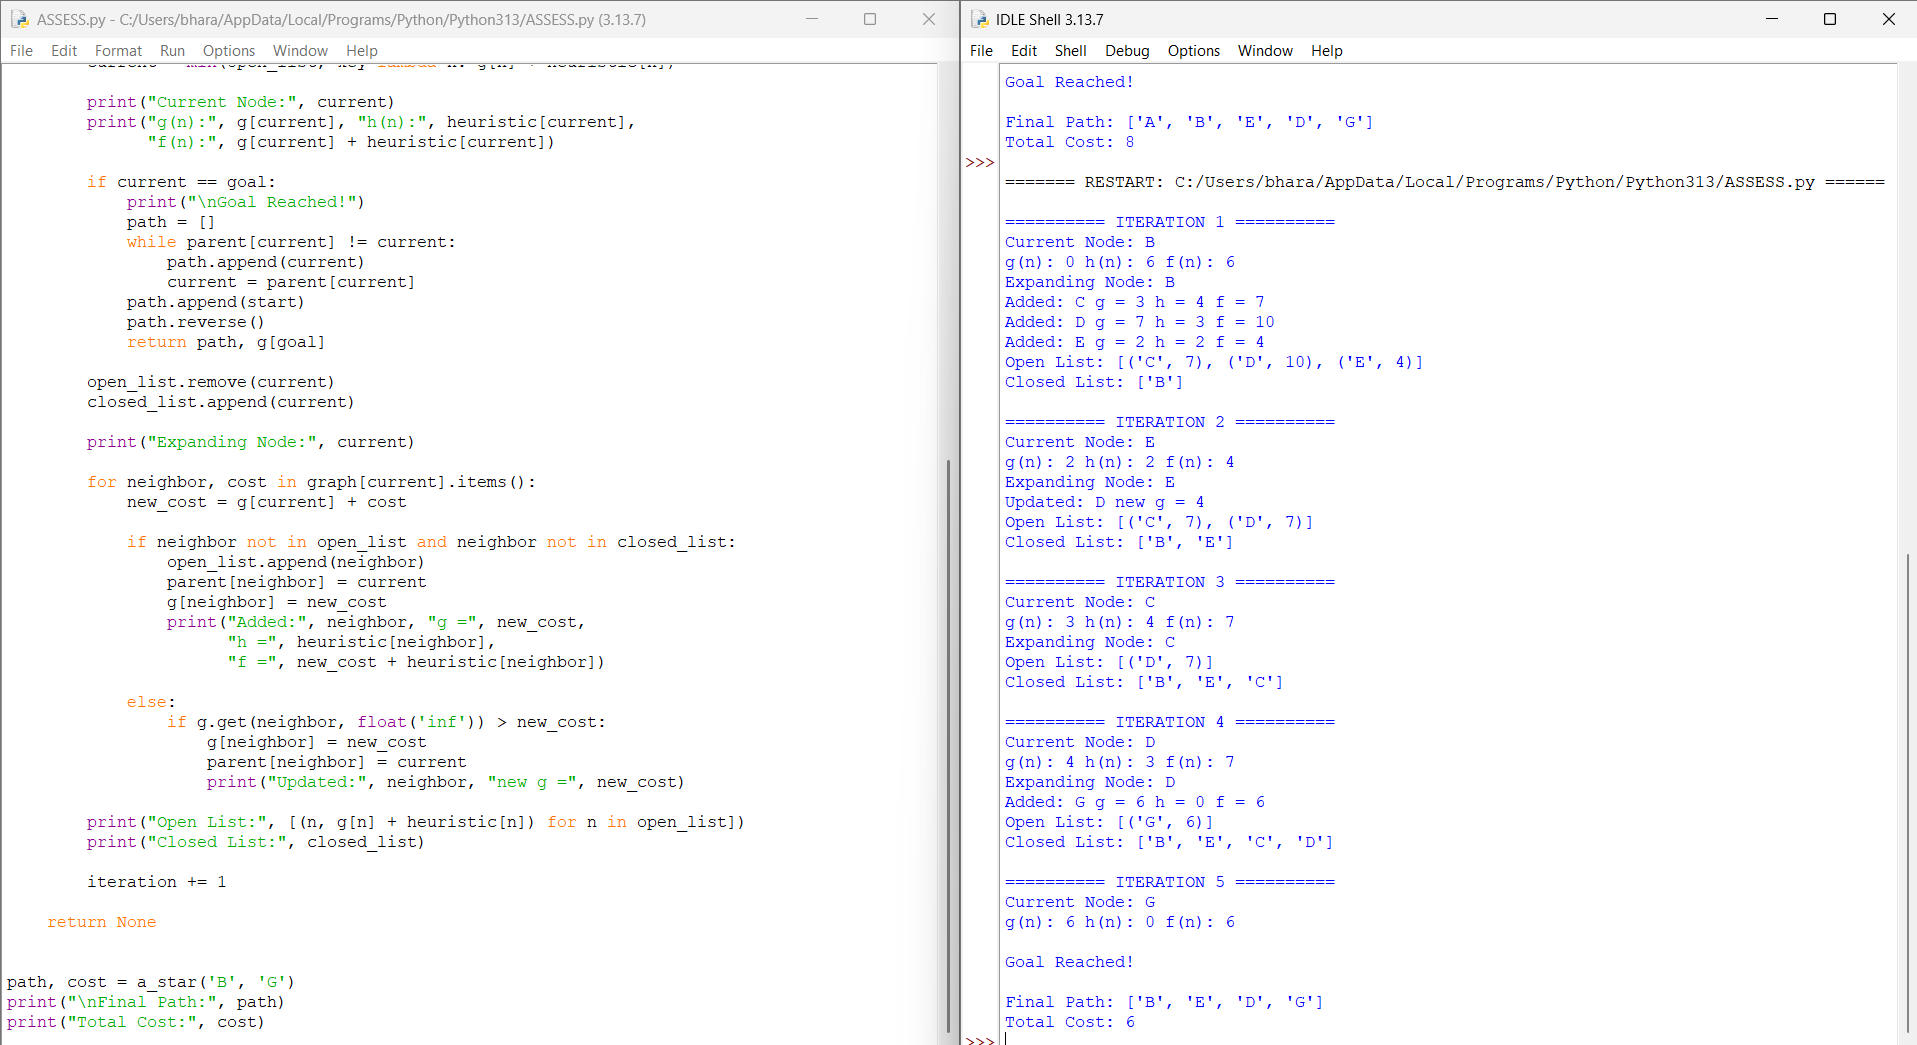 ASSESS.py - C:/Users/bhara/AppData/Local/Programs/Python/Python313/ASSESS.py (3.13.7)
File Edit Format Run Options Window Help
print("Current Node:", current)
print("g(n):", g[current], "h(n):", heuristic[current],
"f(n):", g[current] + heuristic[current])
if current == goal:
print("\nGoal Reached!")
path = []
while parent[current] != current:
path.append(current)
current = parent[current]
path.append(start)
path.reverse()
return path, g[goal]
open_list.remove(current)
closed_list.append(current)
print("Expanding Node:", current)
for neighbor, cost in graph[current].items():
new_cost = g[current] + cost
if neighbor not in open_list and neighbor not in closed_list:
open_list.append(neighbor)
parent[neighbor] = current
g[neighbor] = new_cost
print("Added:", neighbor, "g =", new_cost,
"h =", heuristic[neighbor],
"f =", new_cost + heuristic[neighbor])
else:
if g.get(neighbor, float('inf')) > new_cost:
g[neighbor] = new_cost
parent[neighbor] = current
print("Updated:", neighbor, "new g =", new_cost)
print("Open List:", [(n, g[n] + heuristic[n]) for n in open_list])
print("Closed List:", closed_list)
iteration += 1
return None
path, cost = a_star('B', 'G')
print("\nFinal Path:", path)
print("Total Cost:", cost)
IDLE Shell 3.13.7
File Edit Shell Debug Options Window Help
Goal Reached!
Final Path: ['A', 'B', 'E', 'D', 'G']
Total Cost: 8
>>>
======= RESTART: C:/Users/bhara/AppData/Local/Programs/Python/Python313/ASSESS.py ======
========== ITERATION 1 ==========
Current Node: B
g(n): 0 h(n): 6 f(n): 6
Expanding Node: B
Added: C g = 3 h = 4 f = 7
Added: D g = 7 h = 3 f = 10
Added: E g = 2 h = 2 f = 4
Open List: [('C', 7), ('D', 10), ('E', 4)]
Closed List: ['B']
========== ITERATION 2 ==========
Current Node: E
g(n): 2 h(n): 2 f(n): 4
Expanding Node: E
Updated: D new g = 4
Open List: [('C', 7), ('D', 7)]
Closed List: ['B', 'E']
========== ITERATION 3 ==========
Current Node: C
g(n): 3 h(n): 4 f(n): 7
Expanding Node: C
Open List: [('D', 7)]
Closed List: ['B', 'E', 'C']
========== ITERATION 4 ==========
Current Node: D
g(n): 4 h(n): 3 f(n): 7
Expanding Node: D
Added: G g = 6 h = 0 f = 6
Open List: [('G', 6)]
Closed List: ['B', 'E', 'C', 'D']
========== ITERATION 5 ==========
Current Node: G
g(n): 6 h(n): 0 f(n): 6
Goal Reached!
Final Path: ['B', 'E', 'D', 'G']
Total Cost: 6
>>>